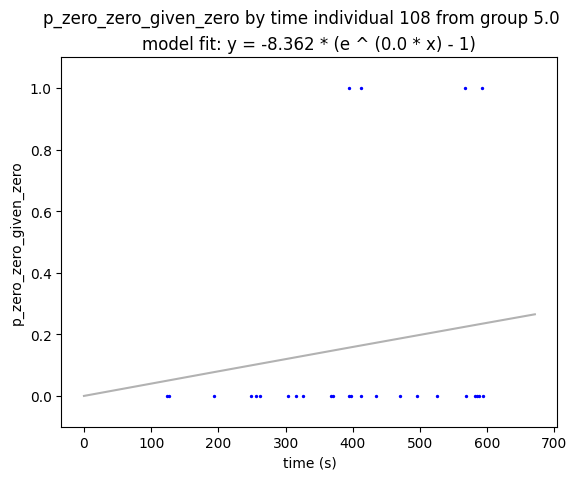 p_zero_zero_given_zero by time individual 108 from group 5.0
model fit: y = -8.362 * (e ^ (0.0 * x) - 1)
p_zero_zero_given_zero
1.0
0.8
0.6
0.4
0.2
0.0
0 100 200 300 400 500 600 700
time (s)